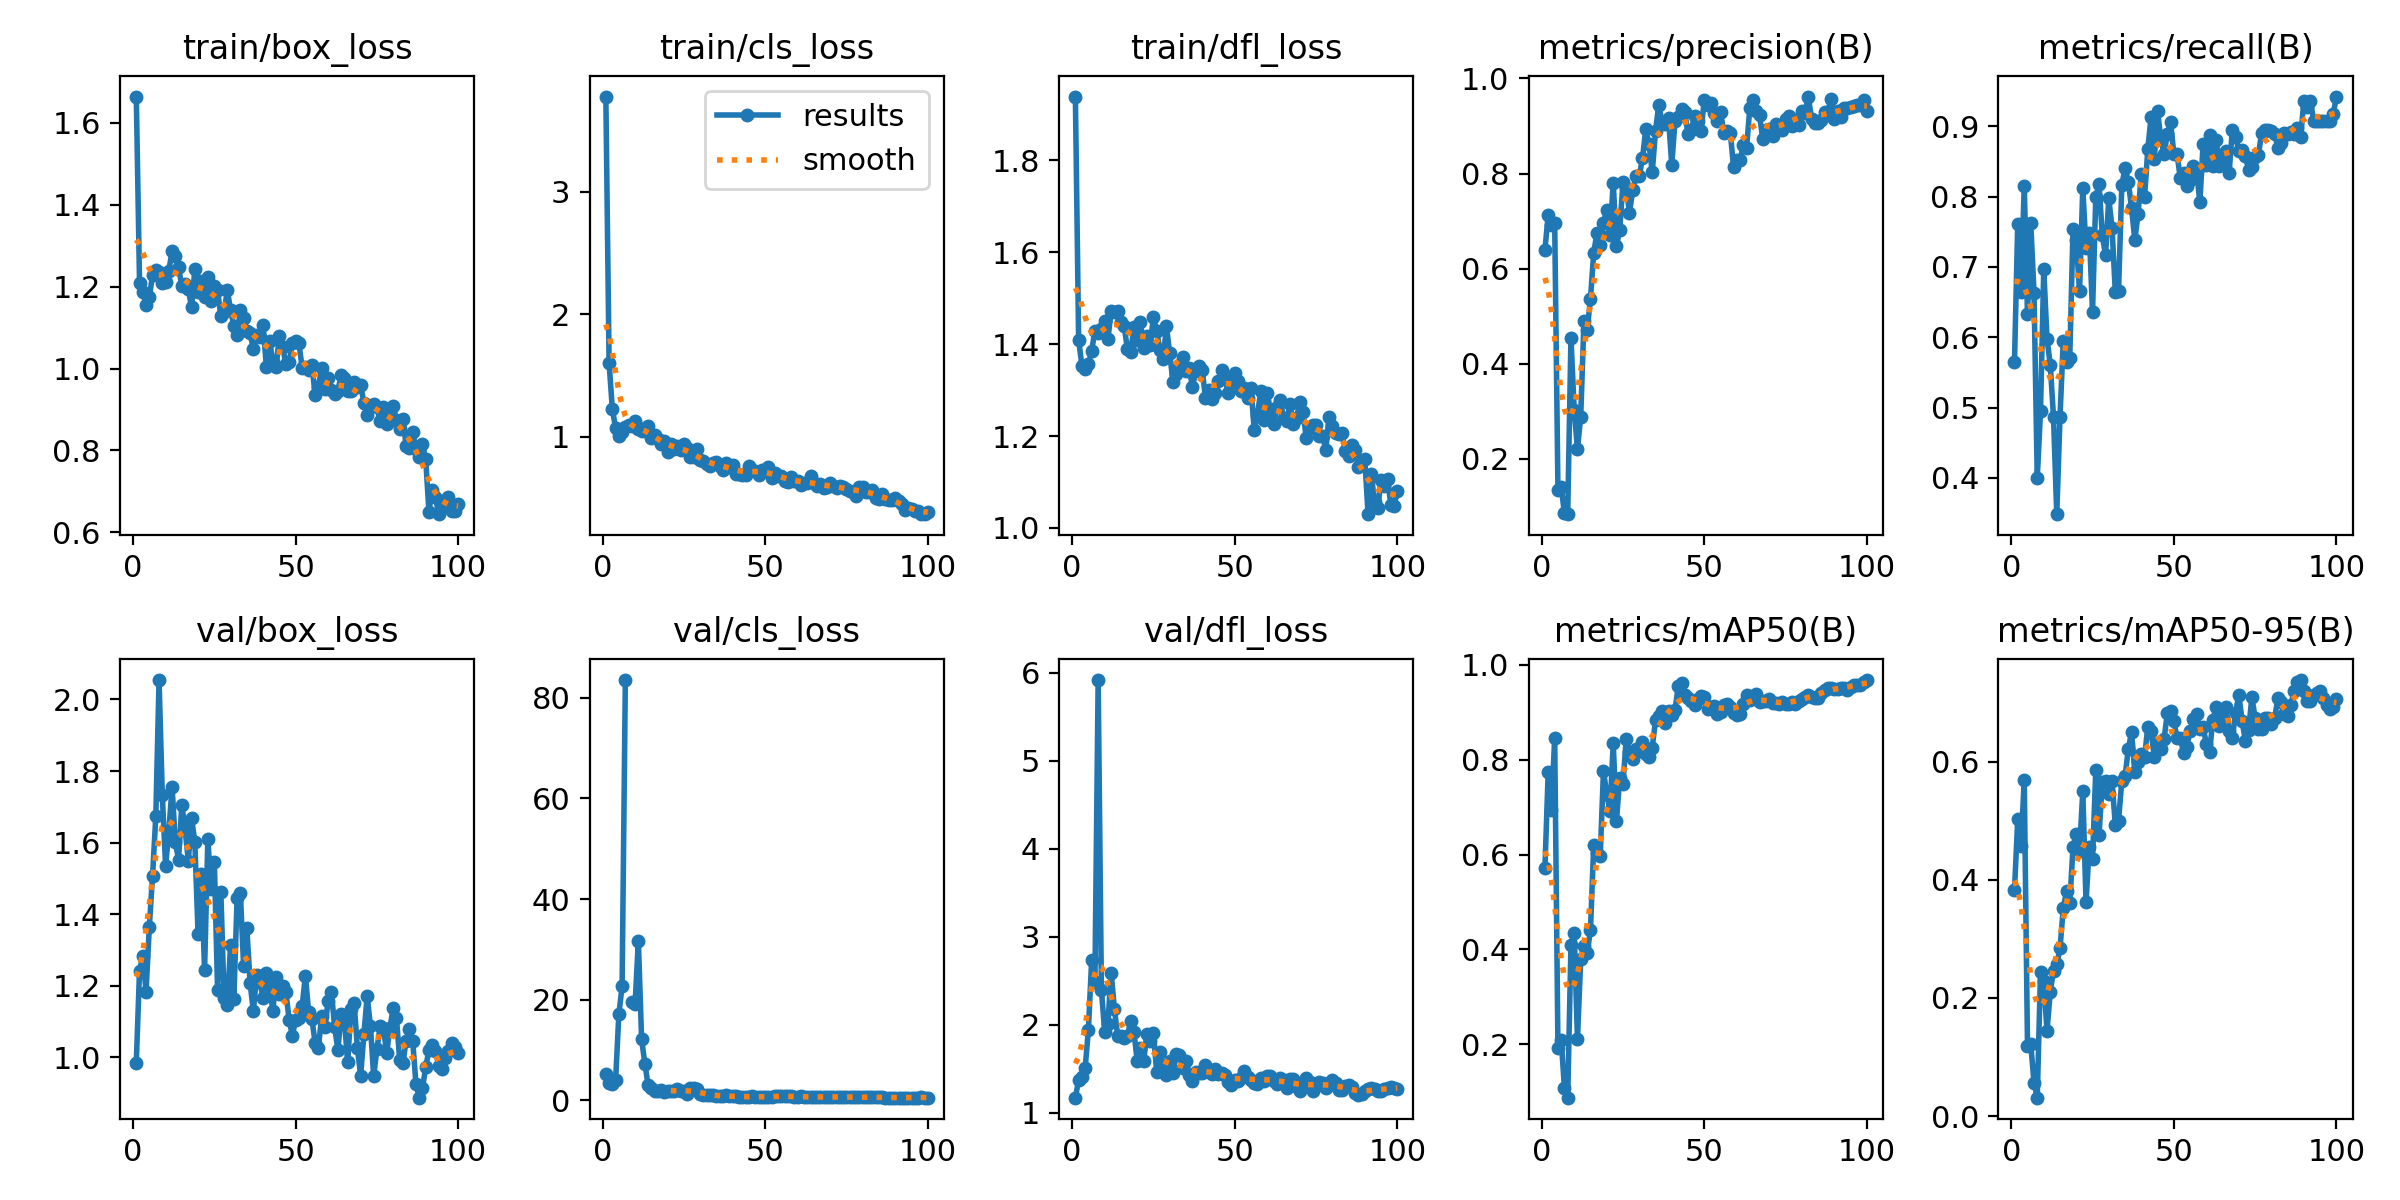 train/box_loss
1.6
1.4
1.2
1.0
0.8
0.6
0 50 100
train/cls_loss
results
smooth
3
2
1
0 50 100
train/dfl_loss
1.8
1.6
1.4
1.2
1.0
0 50 100
metrics/precision(B)
1.0
0.8
0.6
0.4
0.2
0 50 100
metrics/recall(B)
0.9
0.8
0.7
0.6
0.5
0.4
0 50 100
val/box_loss
2.0
1.8
1.6
1.4
1.2
1.0
0 50 100
val/cls_loss
80
60
40
20
0
0 50 100
val/dfl_loss
6
5
4
3
2
1
0 50 100
metrics/mAP50(B)
1.0
0.8
0.6
0.4
0.2
0 50 100
metrics/mAP50-95(B)
0.6
0.4
0.2
0.0
0 50 100